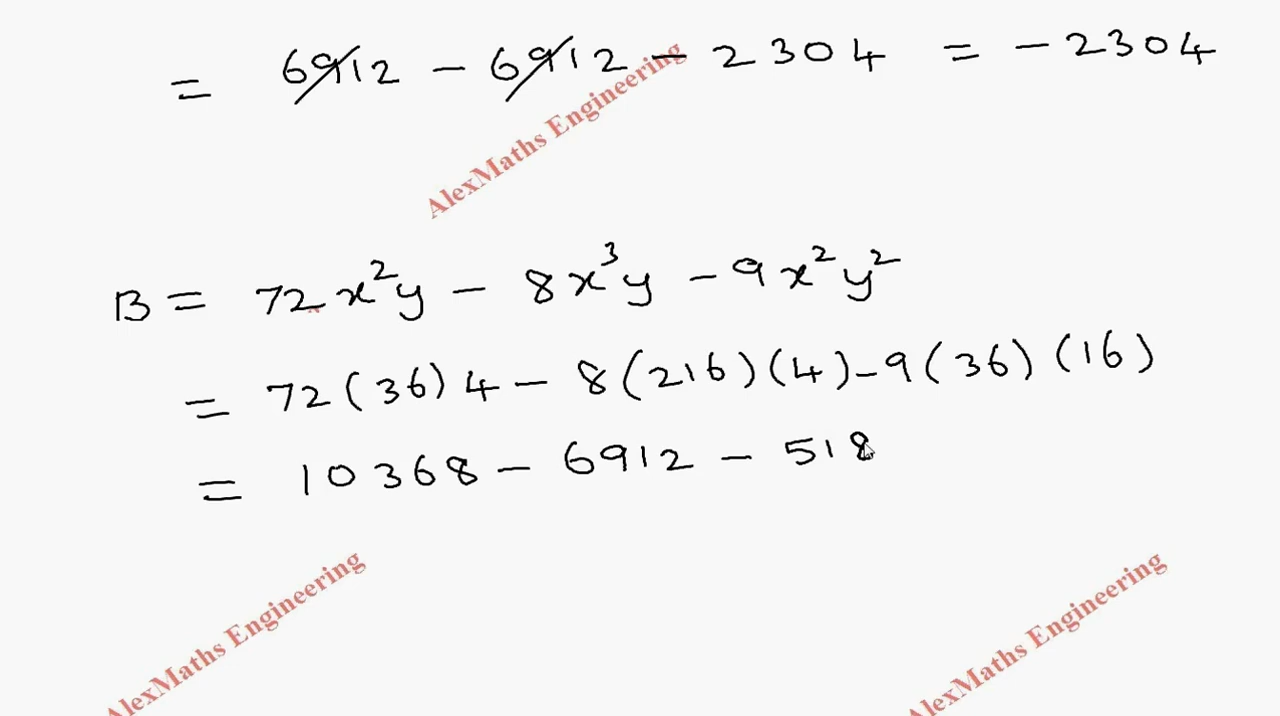 = 6912 - 6912 - 2304 = -2304
AlexMaths Engineering
B = 72x²y - 8x³y - 9x²y²
= 72(36)4 - 8(216)(4) - 9(36)(16)
= 10368 - 6912 - 518
AlexMaths Engineering
AlexMaths Engineering